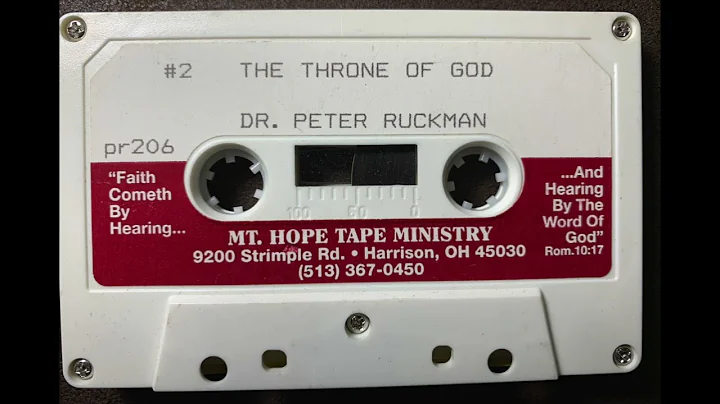 #2 THE THRONE OF GOD
DR. PETER RUCKMAN
pr206
"Faith
Cometh
By
Hearing...
...And
Hearing
By The
Word Of
God"
Rom.10:17
100 50 0
MT. HOPE TAPE MINISTRY
9200 Strimple Rd. • Harrison, OH 45030
(513) 367-0450